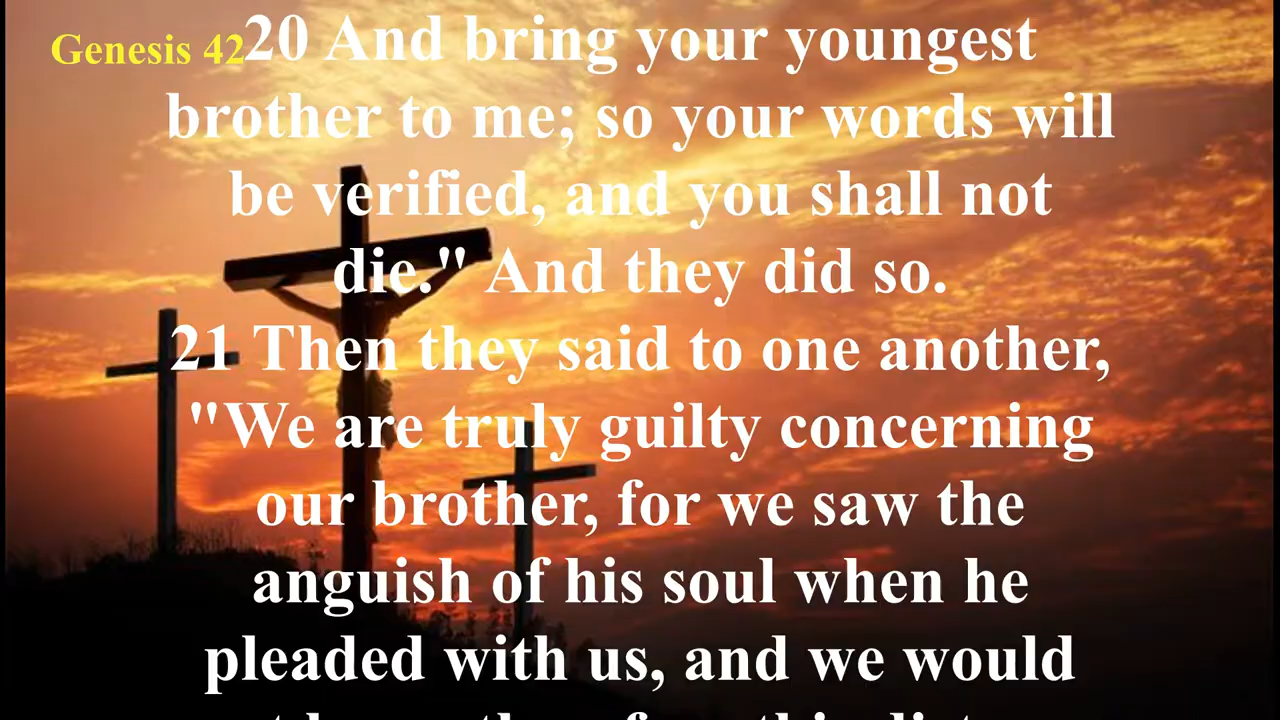 Genesis 42
20 And bring your youngest
brother to me; so your words will
be verified, and you shall not
die." And they did so.
21 Then they said to one another,
"We are truly guilty concerning
our brother, for we saw the
anguish of his soul when he
pleaded with us, and we would